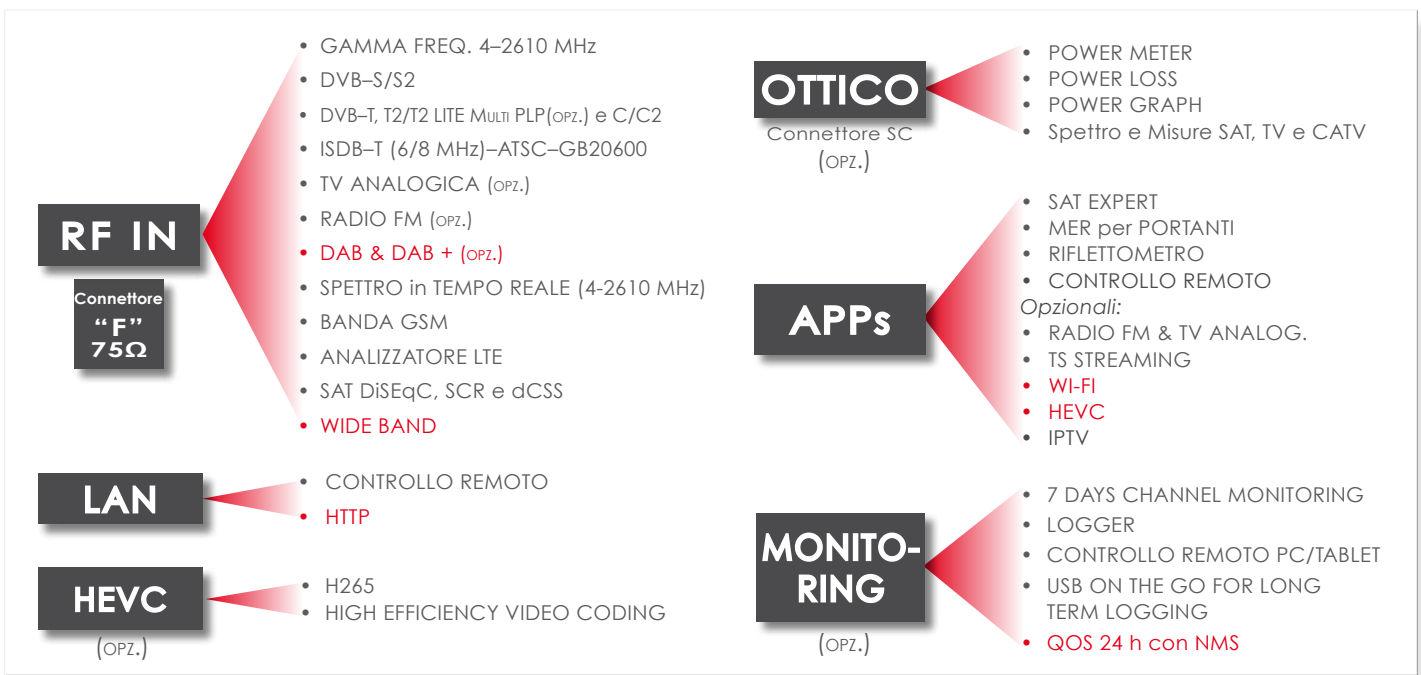 RF IN
Connettore
“F”
75Ω
• GAMMA FREQ. 4–2610 MHz
• DVB–S/S2
• DVB–T, T2/T2 LITE Multi PLP(opz.) e C/C2
• ISDB–T (6/8 MHz)–ATSC–GB20600
• TV ANALOGICA (opz.)
• RADIO FM (opz.)
• DAB & DAB + (opz.)
• SPETTRO in TEMPO REALE (4-2610 MHz)
• BANDA GSM
• ANALIZZATORE LTE
• SAT DiSEqC, SCR e dCSS
• WIDE BAND
LAN
• CONTROLLO REMOTO
• HTTP
HEVC
(opz.)
• H265
• HIGH EFFICIENCY VIDEO CODING
OTTICO
Connettore SC
(opz.)
• POWER METER
• POWER LOSS
• POWER GRAPH
• Spettro e Misure SAT, TV e CATV
APPs
• SAT EXPERT
• MER per PORTANTI
• RIFLETTOMETRO
• CONTROLLO REMOTO
Opzionali:
• RADIO FM & TV ANALOG.
• TS STREAMING
• WI-FI
• HEVC
• IPTV
MONITO-
RING
(opz.)
• 7 DAYS CHANNEL MONITORING
• LOGGER
• CONTROLLO REMOTO PC/TABLET
• USB ON THE GO FOR LONG
TERM LOGGING
• QOS 24 h con NMS